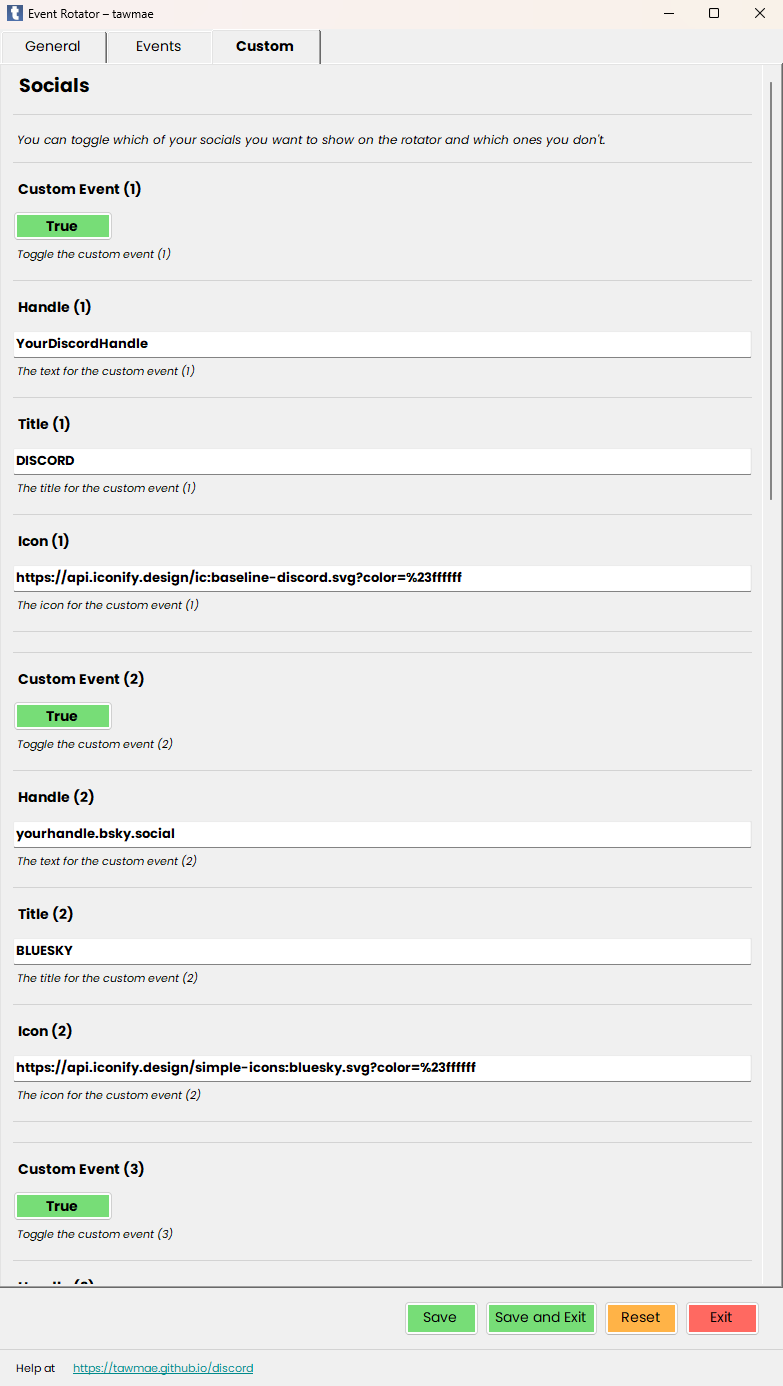 Event Rotator – tawmae
General Events Custom
Socials
You can toggle which of your socials you want to show on the rotator and which ones you don't.
Custom Event (1)
True
Toggle the custom event (1)
Handle (1)
YourDiscordHandle
The text for the custom event (1)
Title (1)
DISCORD
The title for the custom event (1)
Icon (1)
https://api.iconify.design/ic:baseline-discord.svg?color=%23ffffff
The icon for the custom event (1)
Custom Event (2)
True
Toggle the custom event (2)
Handle (2)
yourhandle.bsky.social
The text for the custom event (2)
Title (2)
BLUESKY
The title for the custom event (2)
Icon (2)
https://api.iconify.design/simple-icons:bluesky.svg?color=%23ffffff
The icon for the custom event (2)
Custom Event (3)
True
Toggle the custom event (3)
Save Save and Exit Reset Exit
Help at https://tawmae.github.io/discord